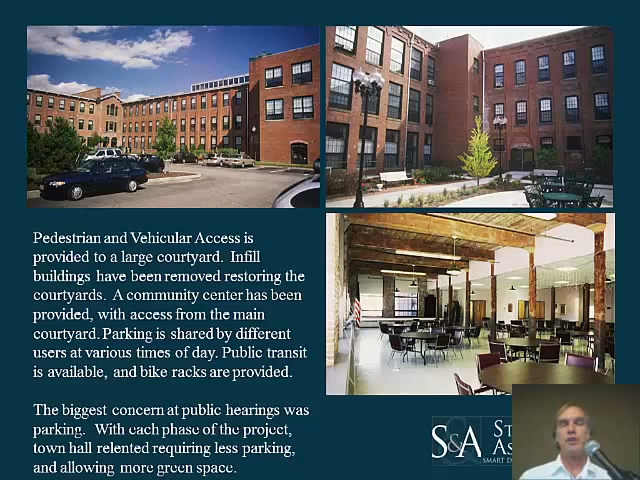 Pedestrian and Vehicular Access is
provided to a large courtyard. Infill
buildings have been removed restoring the
courtyards. A community center has been
provided, with access from the main
courtyard. Parking is shared by different
users at various times of day. Public transit
is available, and bike racks are provided.
The biggest concern at public hearings was
parking. With each phase of the project,
town hall relented requiring less parking,
and allowing more green space.
S&A